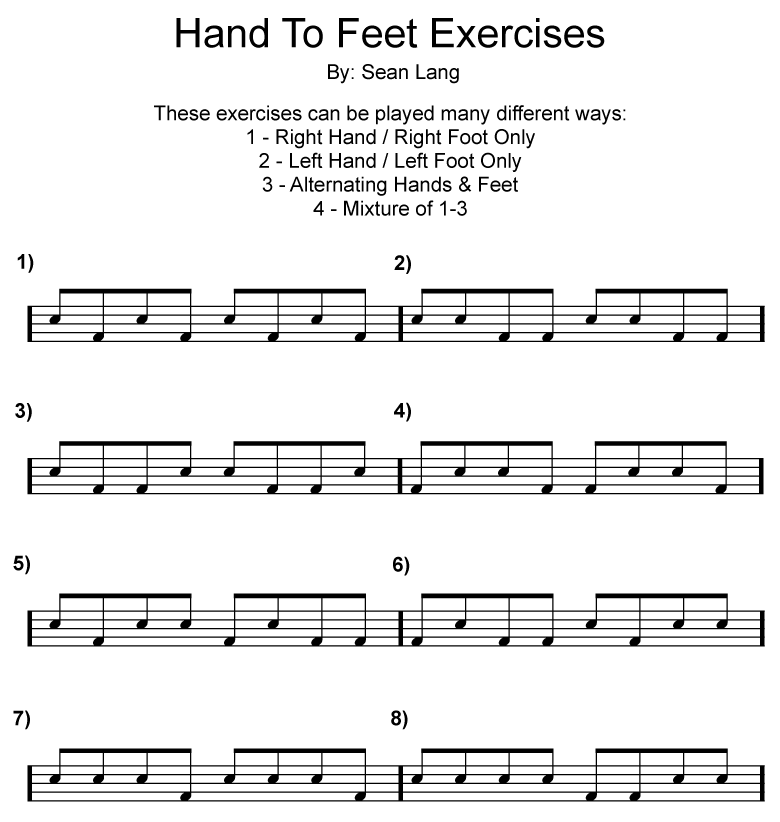 Hand To Feet Exercises
By: Sean Lang
These exercises can be played many different ways:
1 - Right Hand / Right Foot Only
2 - Left Hand / Left Foot Only
3 - Alternating Hands & Feet
4 - Mixture of 1-3
1)
2)
3)
4)
5)
6)
7)
8)